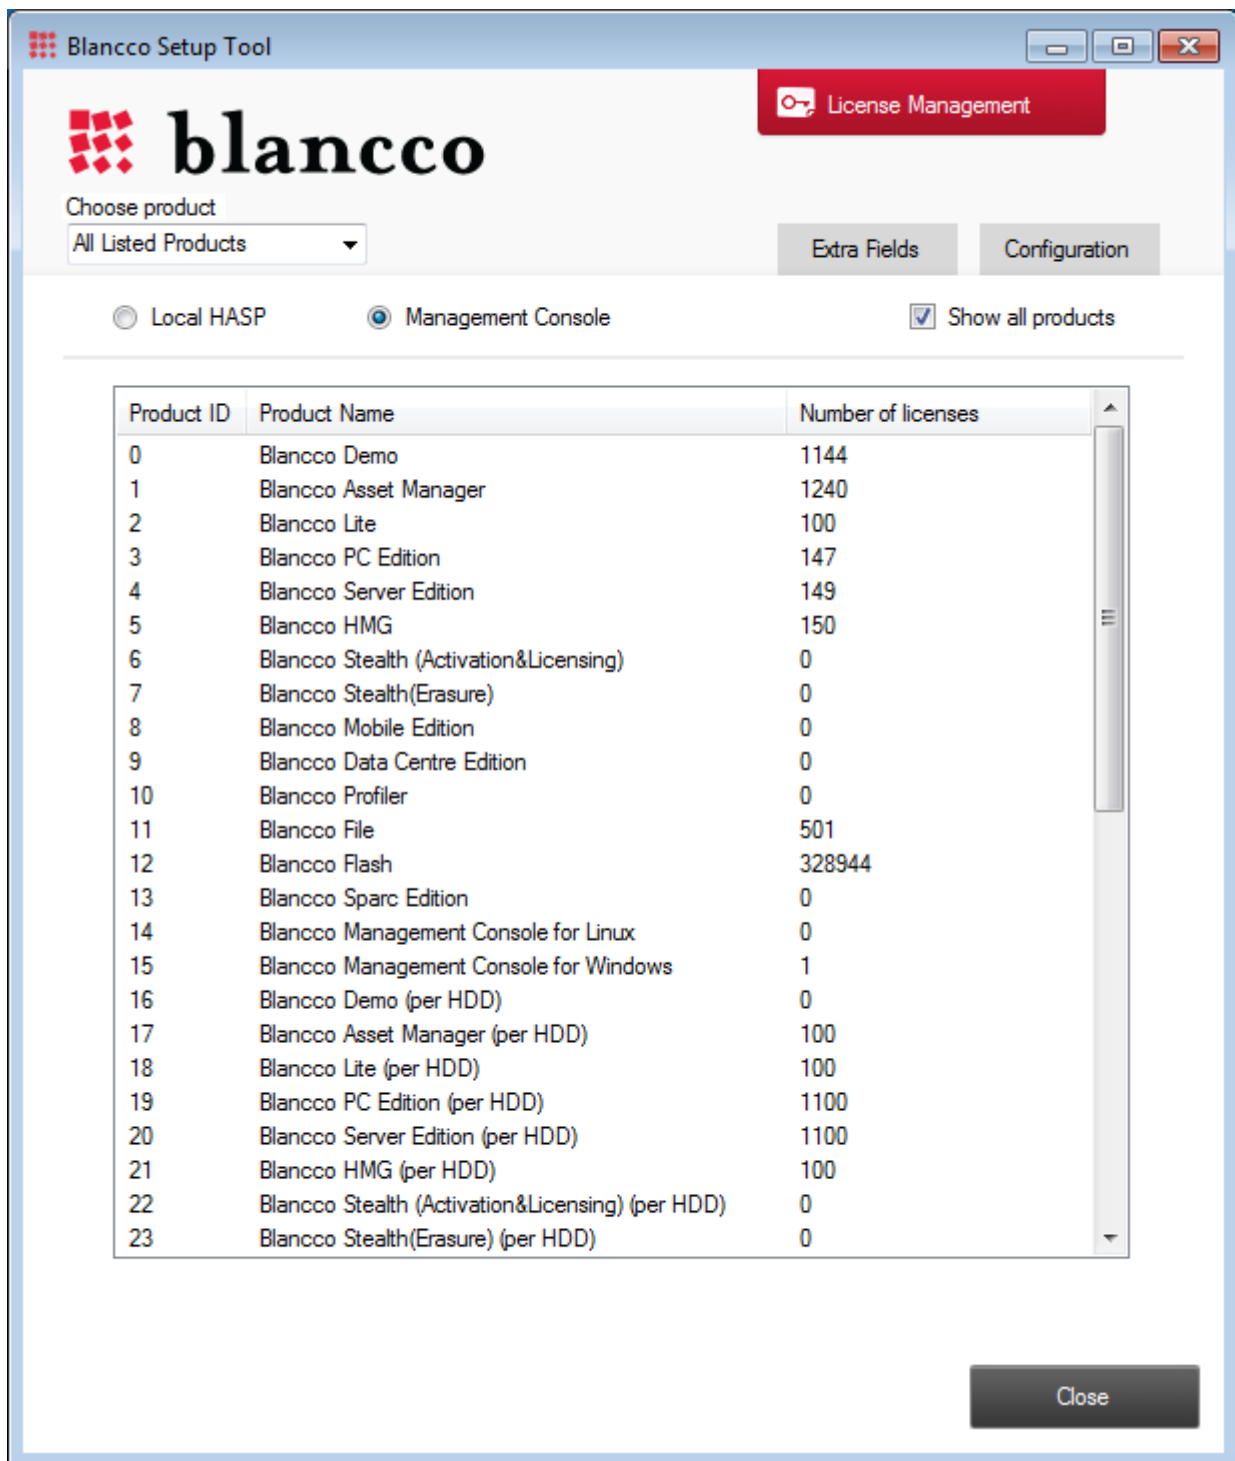 Blancco Setup Tool
License Management
blancco
Choose product
All Listed Products
Extra Fields Configuration
Local HASP Management Console Show all products
Product ID Product Name Number of licenses
0 Blancco Demo 1144
1 Blancco Asset Manager 1240
2 Blancco Lite 100
3 Blancco PC Edition 147
4 Blancco Server Edition 149
5 Blancco HMG 150
6 Blancco Stealth (Activation&Licensing) 0
7 Blancco Stealth(Erasure) 0
8 Blancco Mobile Edition 0
9 Blancco Data Centre Edition 0
10 Blancco Profiler 0
11 Blancco File 501
12 Blancco Flash 328944
13 Blancco Sparc Edition 0
14 Blancco Management Console for Linux 0
15 Blancco Management Console for Windows 1
16 Blancco Demo (per HDD) 0
17 Blancco Asset Manager (per HDD) 100
18 Blancco Lite (per HDD) 100
19 Blancco PC Edition (per HDD) 1100
20 Blancco Server Edition (per HDD) 1100
21 Blancco HMG (per HDD) 100
22 Blancco Stealth (Activation&Licensing) (per HDD) 0
23 Blancco Stealth(Erasure) (per HDD) 0
Close